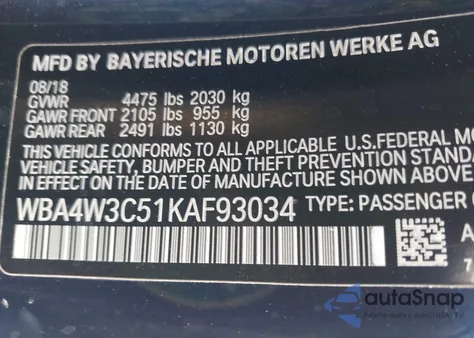 MFD BY BAYERISCHE MOTOREN WERKE AG
08/18
GVWR 4475 lbs 2030 kg
GAWR FRONT 2105 lbs 955 kg
GAWR REAR 2491 lbs 1130 kg
THIS VEHICLE CONFORMS TO ALL APPLICABLE U.S.FEDERAL M
VEHICLE SAFETY, BUMPER AND THEFT PREVENTION STANDA
IN EFFECT ON THE DATE OF MANUFACTURE SHOWN ABOVE
WBA4W3C51KAF93034 TYPE: PASSENGER
A
7
autoSnap